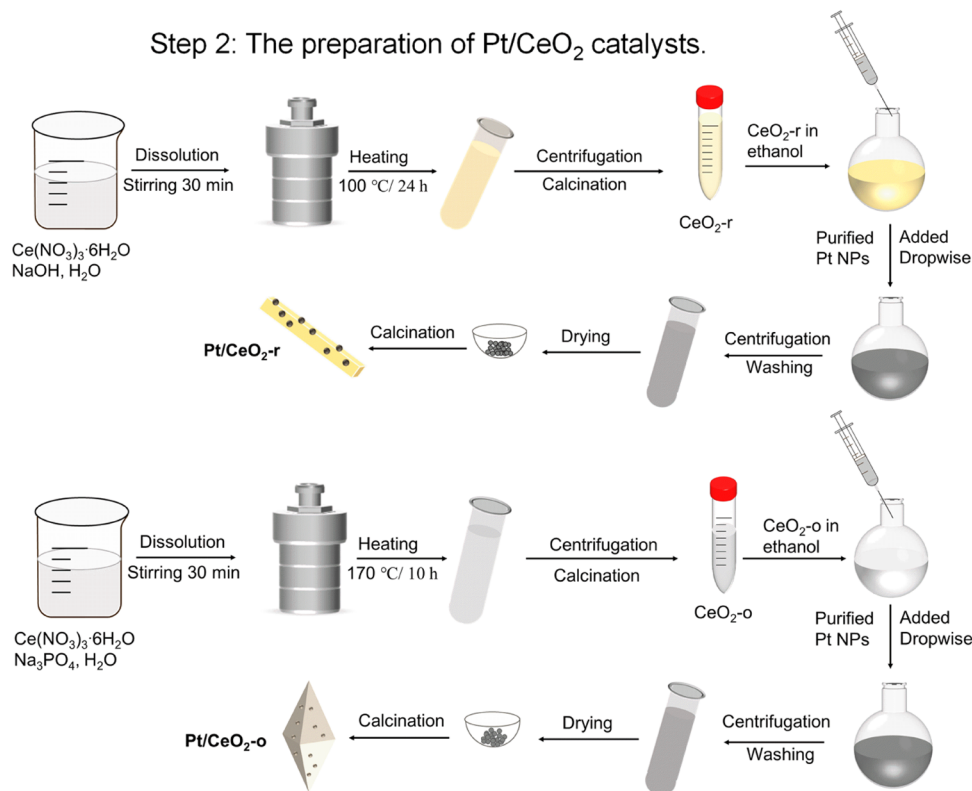 Step 2: The preparation of Pt/CeO₂ catalysts.
Dissolution
Stirring 30 min
Heating
100 ℃/ 24 h
Centrifugation
Calcination
CeO₂-r in
ethanol
Ce(NO₃)₃·6H₂O
NaOH, H₂O
CeO₂-r
Purified
Pt NPs
Added
Dropwise
Pt/CeO₂-r
Calcination
Drying
Centrifugation
Washing
Dissolution
Stirring 30 min
Heating
170 ℃/ 10 h
Centrifugation
Calcination
CeO₂-o in
ethanol
Ce(NO₃)₃·6H₂O
Na₃PO₄, H₂O
CeO₂-o
Purified
Pt NPs
Added
Dropwise
Pt/CeO₂-o
Calcination
Drying
Centrifugation
Washing